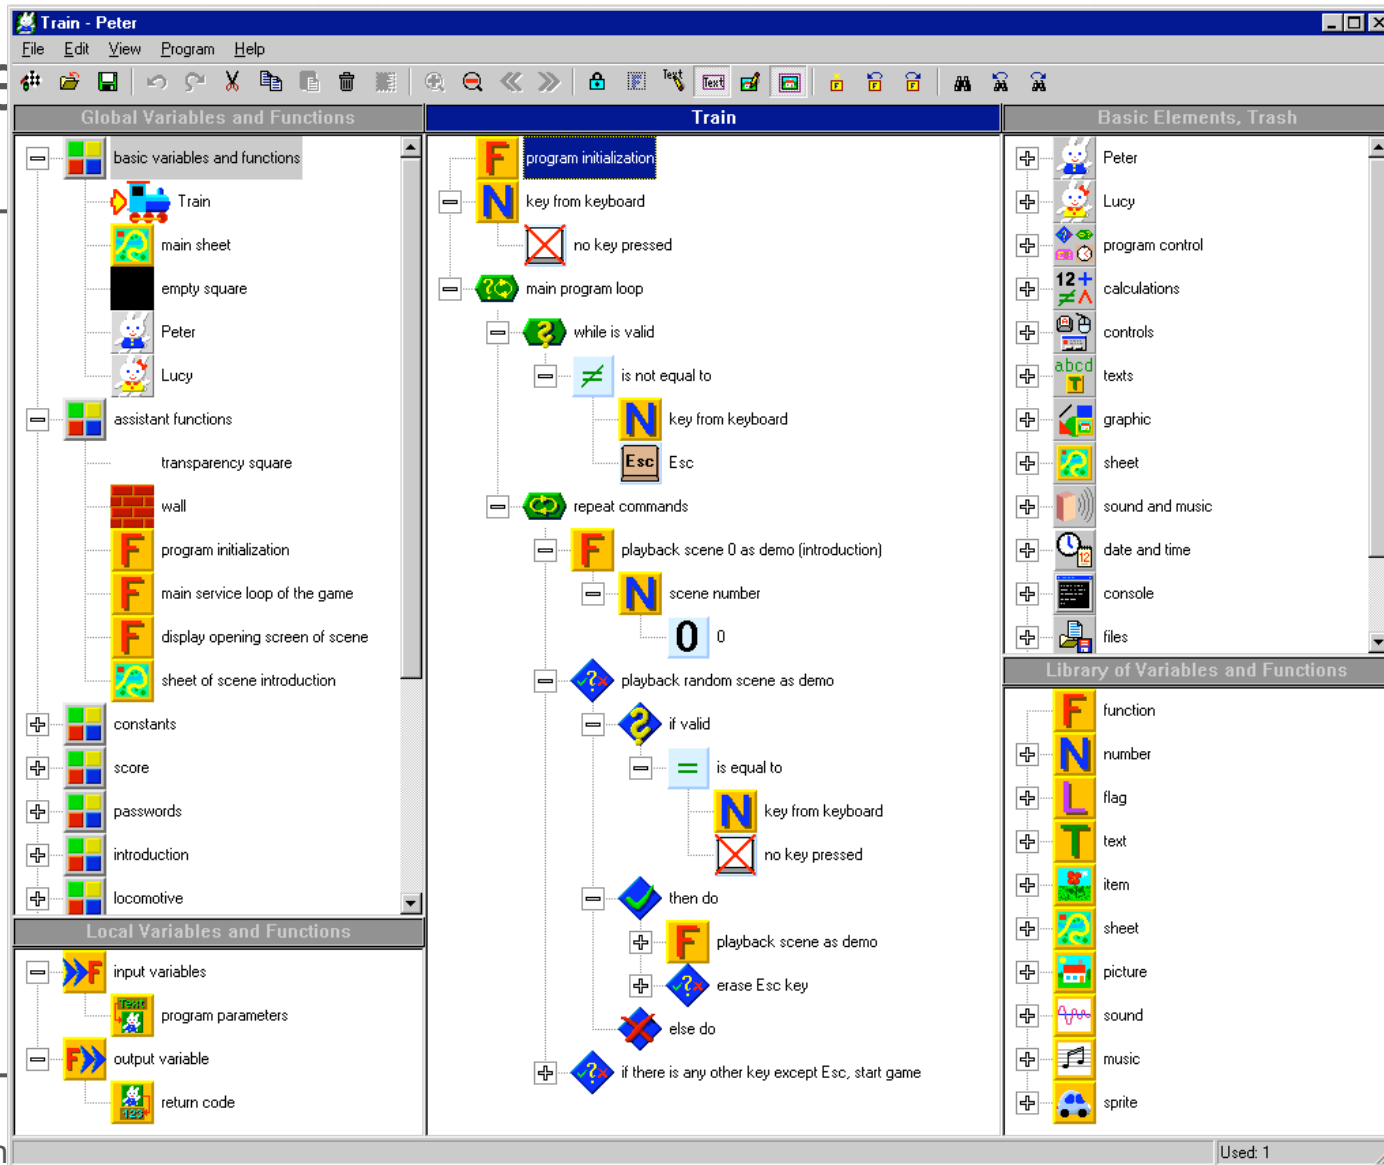 Train - Peter
File Edit View Program Help
Text Text F F F
Global Variables and Functions
basic variables and functions
Train
main sheet
empty square
Peter
Lucy
assistant functions
transparency square
wall
F program initialization
F main service loop of the game
F display opening screen of scene
sheet of scene introduction
constants
score
passwords
introduction
locomotive
Local Variables and Functions
F input variables
Text program parameters
F output variable
123 return code
Train
F program initialization
N key from keyboard
no key pressed
? main program loop
? while is valid
≠ is not equal to
N key from keyboard
Esc Esc
repeat commands
F playback scene 0 as demo (introduction)
N scene number
0 0
? playback random scene as demo
? if valid
= is equal to
N key from keyboard
no key pressed
then do
F playback scene as demo
? erase Esc key
else do
? if there is any other key except Esc, start game
Basic Elements, Trash
Peter
Lucy
program control
12+ calculations
controls
abcd T texts
graphic
sheet
sound and music
12 date and time
console
files
Library of Variables and Functions
F function
N number
L flag
T text
item
sheet
picture
sound
music
sprite
Used: 1